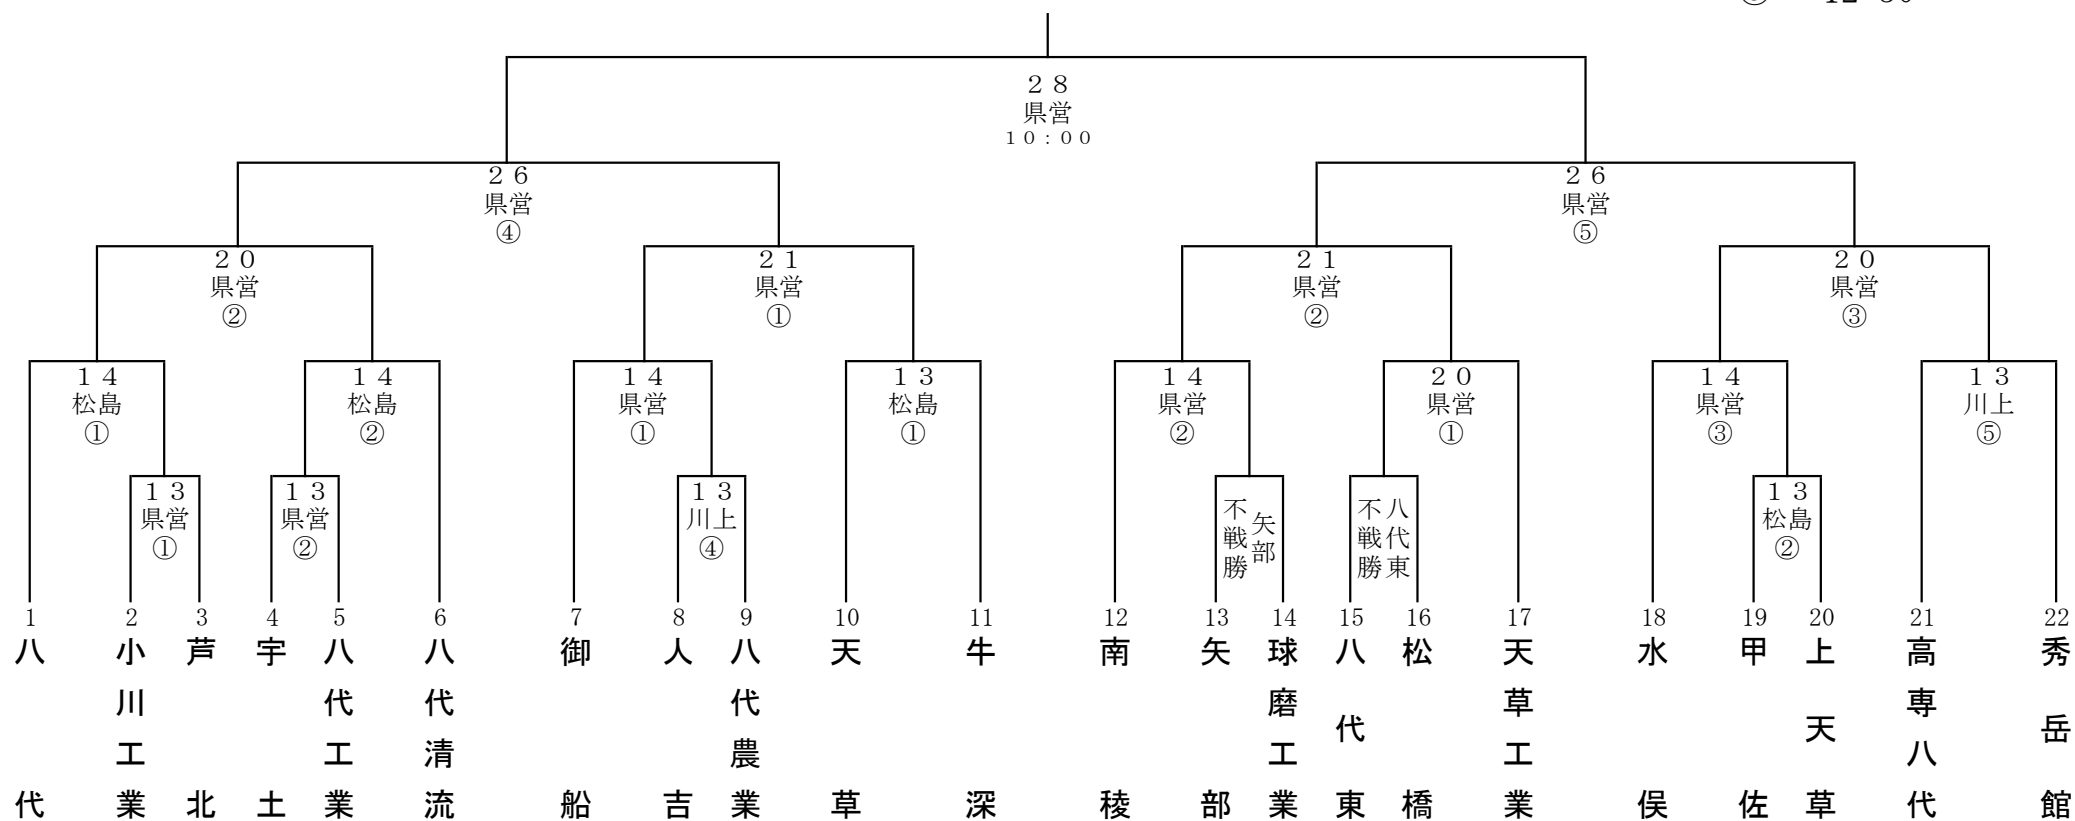 ２８
県営
１０：００
２６
県営
④
２６
県営
⑤
２０
県営
②
２１
県営
①
２１
県営
②
２０
県営
③
１４
松島
①
１４
松島
②
１４
県営
①
１３
松島
①
１４
県営
②
２０
県営
①
１４
県営
③
１３
川上
⑤
１３
県営
①
１３
県営
②
１３
川上
④
矢部
不戦勝
八代東
不戦勝
１３
松島
②
1 2 3 4 5 6 7 8 9 10 11 12 13 14 15 16 17 18 19 20 21 22
八代
小川工業
芦北
宇土
八代工業
八代清流
御船
人吉
八代農業
天草
牛深
南稜
矢部
球磨工業
八代東
松橋
天草工業
水俣
甲佐
上天草
高専八代
秀岳館